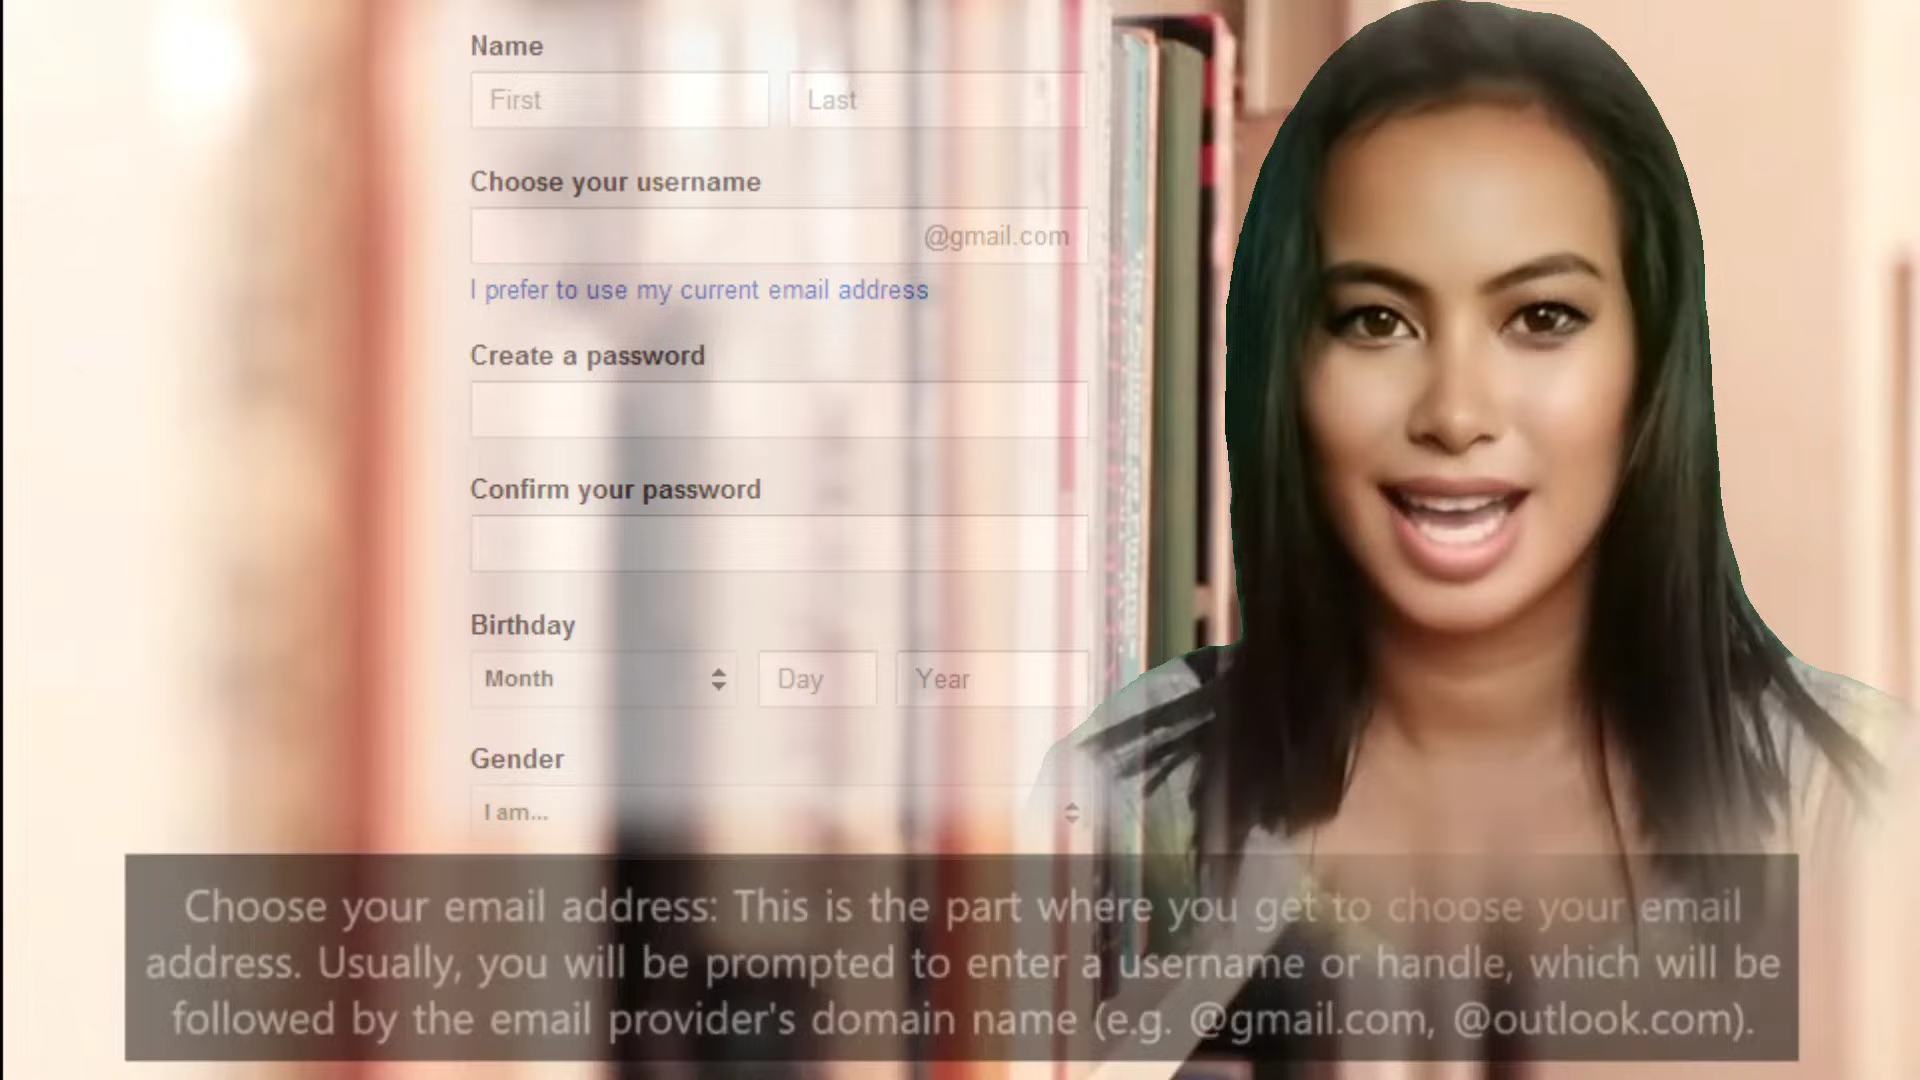 Name
First Last
Choose your username
@gmail.com
I prefer to use my current email address
Create a password
Confirm your password
Birthday
Month Day Year
Gender
I am...
Choose your email address: This is the part where you get to choose your email
address. Usually, you will be prompted to enter a username or handle, which will be
followed by the email provider's domain name (e.g. @gmail.com, @outlook.com).